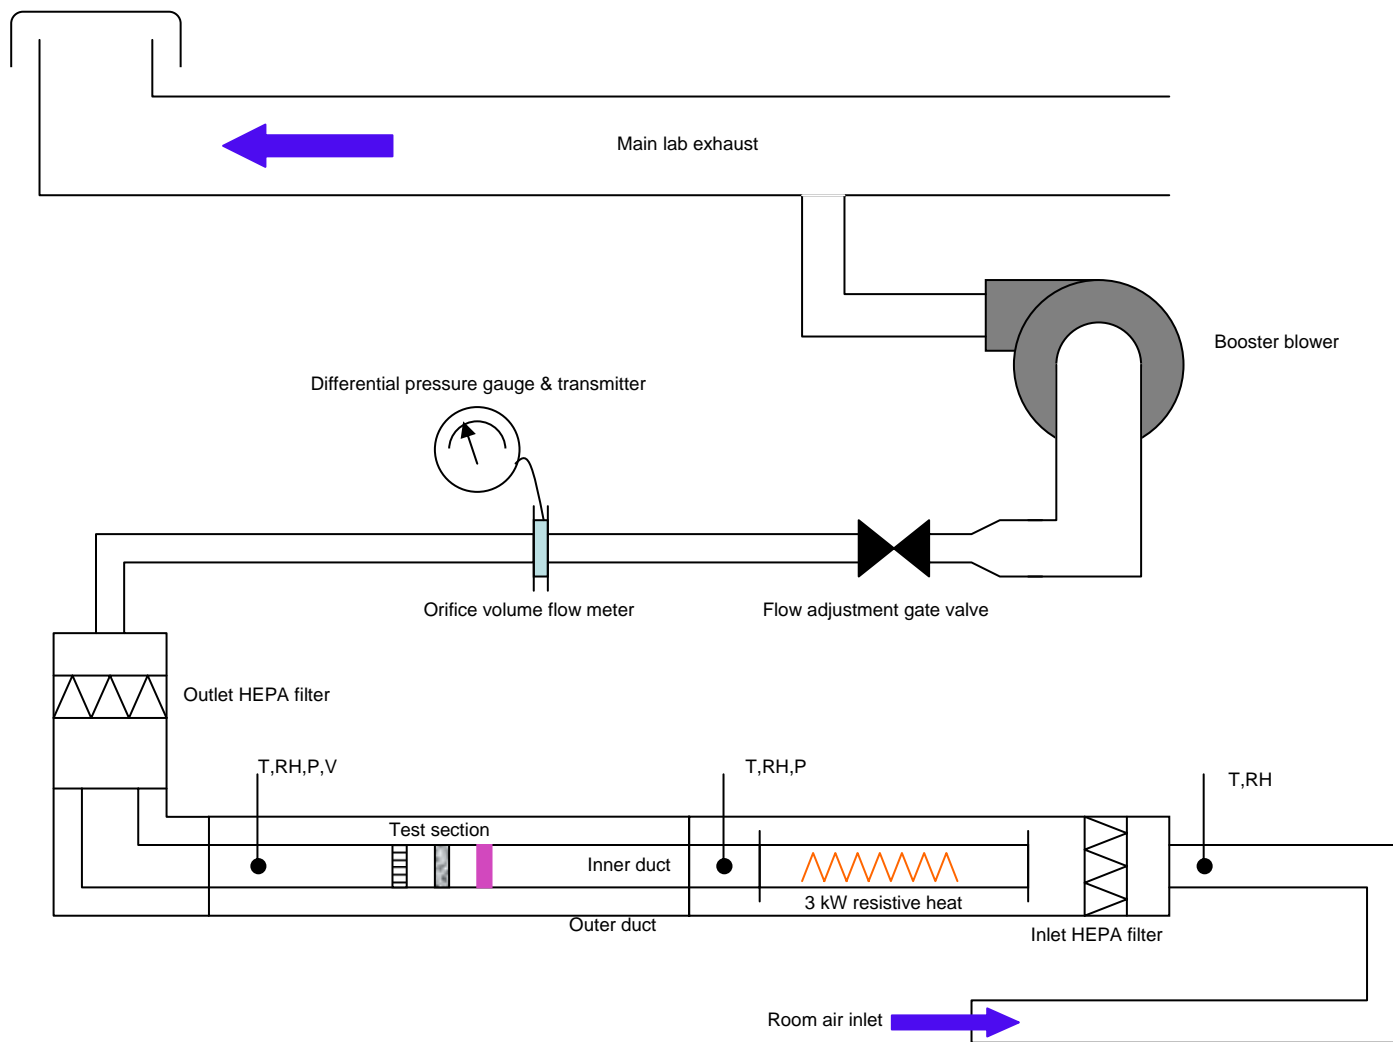 Main lab exhaust
Booster blower
Differential pressure gauge & transmitter
Orifice volume flow meter
Flow adjustment gate valve
Outlet HEPA filter
T,RH,P,V
T,RH,P
T,RH
Test section
Inner duct
3 kW resistive heat
Outer duct
Inlet HEPA filter
Room air inlet